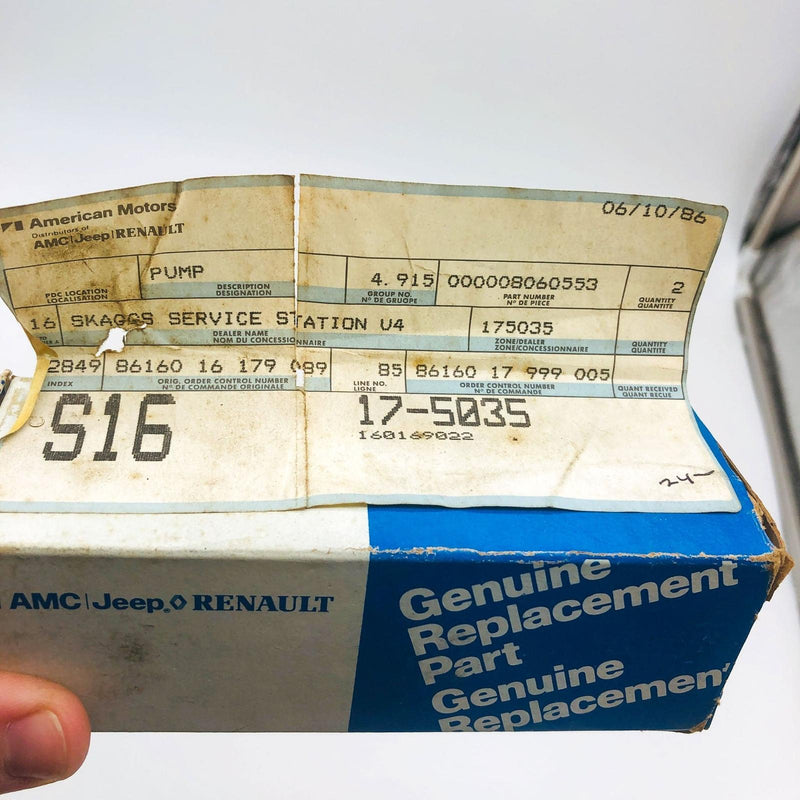 American Motors
Distributors of
AMC|Jeep|RENAULT
06/10/86
PUMP 4. 915 000008060553 2
PDC LOCATION DESCRIPTION GROUP NO. PART NUMBER QUANTITY
LOCALISATION DESIGNATION Nº DE GRUOPE Nº DE PIECE QUANTITE
16 SKAGGS SERVICE STATION U4 175035
DEALER NAME ZONE/DEALER QUANTITY
NOM DU CONCESSIONNAIRE ZONE/CONCESSIONNAIRE QUANTITE
2849 86160 16 179 089 85 86160 17 999 005
INDEX ORIG. ORDER CONTROL NUMBER LINE NO. ORDER CONTROL NUMBER QUANT RECEIVED
Nº DE COMMANDE ORIGINALE LIGNE Nº DE COMMANDE QUANT RECUE
S16 17-5035
160169022
24-
AMC|Jeep® RENAULT
Genuine
Replacement
Part
Genuine
Replacemen